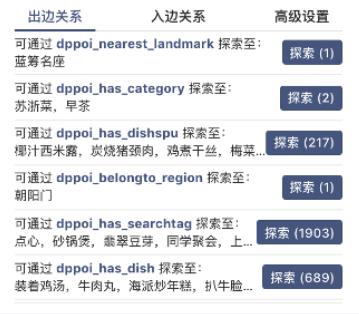 出边关系 入边关系 高级设置
可通过 dppoi_nearest_landmark 探索至： 探索 (1)
蓝筹名座
可通过 dppoi_has_category 探索至： 探索 (2)
苏浙菜，早茶
可通过 dppoi_has_dishspu 探索至： 探索 (217)
椰汁西米露，炭烧猪颈肉，鸡煮干丝，梅菜...
可通过 dppoi_belongto_region 探索至： 探索 (1)
朝阳门
可通过 dppoi_has_searchtag 探索至： 探索 (1903)
点心，砂锅煲，翡翠豆芽，同学聚会，上...
可通过 dppoi_has_dish 探索至： 探索 (689)
装着鸡汤，牛肉丸，海派炒年糕，扒牛脸...